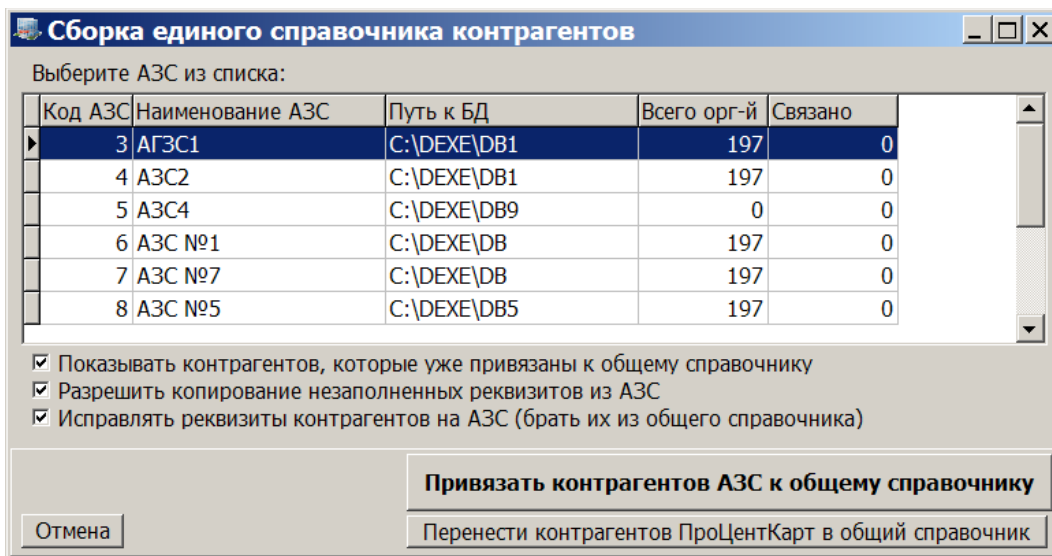 Сборка единого справочника контрагентов
Выберите АЗС из списка:
Код АЗС Наименование АЗС Путь к БД Всего орг-й Связано
3 АГЗС1 C:\DEXE\DB1 197 0
4 АЗС2 C:\DEXE\DB1 197 0
5 АЗС4 C:\DEXE\DB9 0 0
6 АЗС №1 C:\DEXE\DB 197 0
7 АЗС №7 C:\DEXE\DB 197 0
8 АЗС №5 C:\DEXE\DB5 197 0
Показывать контрагентов, которые уже привязаны к общему справочнику
Разрешить копирование незаполненных реквизитов из АЗС
Исправлять реквизиты контрагентов на АЗС (брать их из общего справочника)
Привязать контрагентов АЗС к общему справочнику
Отмена Перенести контрагентов ПроЦентКарт в общий справочник